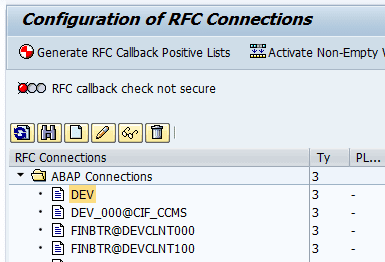 Configuration of RFC Connections
Generate RFC Callback Positive Lists Activate Non-Empty
RFC callback check not secure
RFC Connections Ty PL...
ABAP Connections 3
DEV 3 -
DEV_000@CIF_CCMS 3 -
FINBTR@DEVCLNT000 3 -
FINBTR@DEVCLNT100 3 -